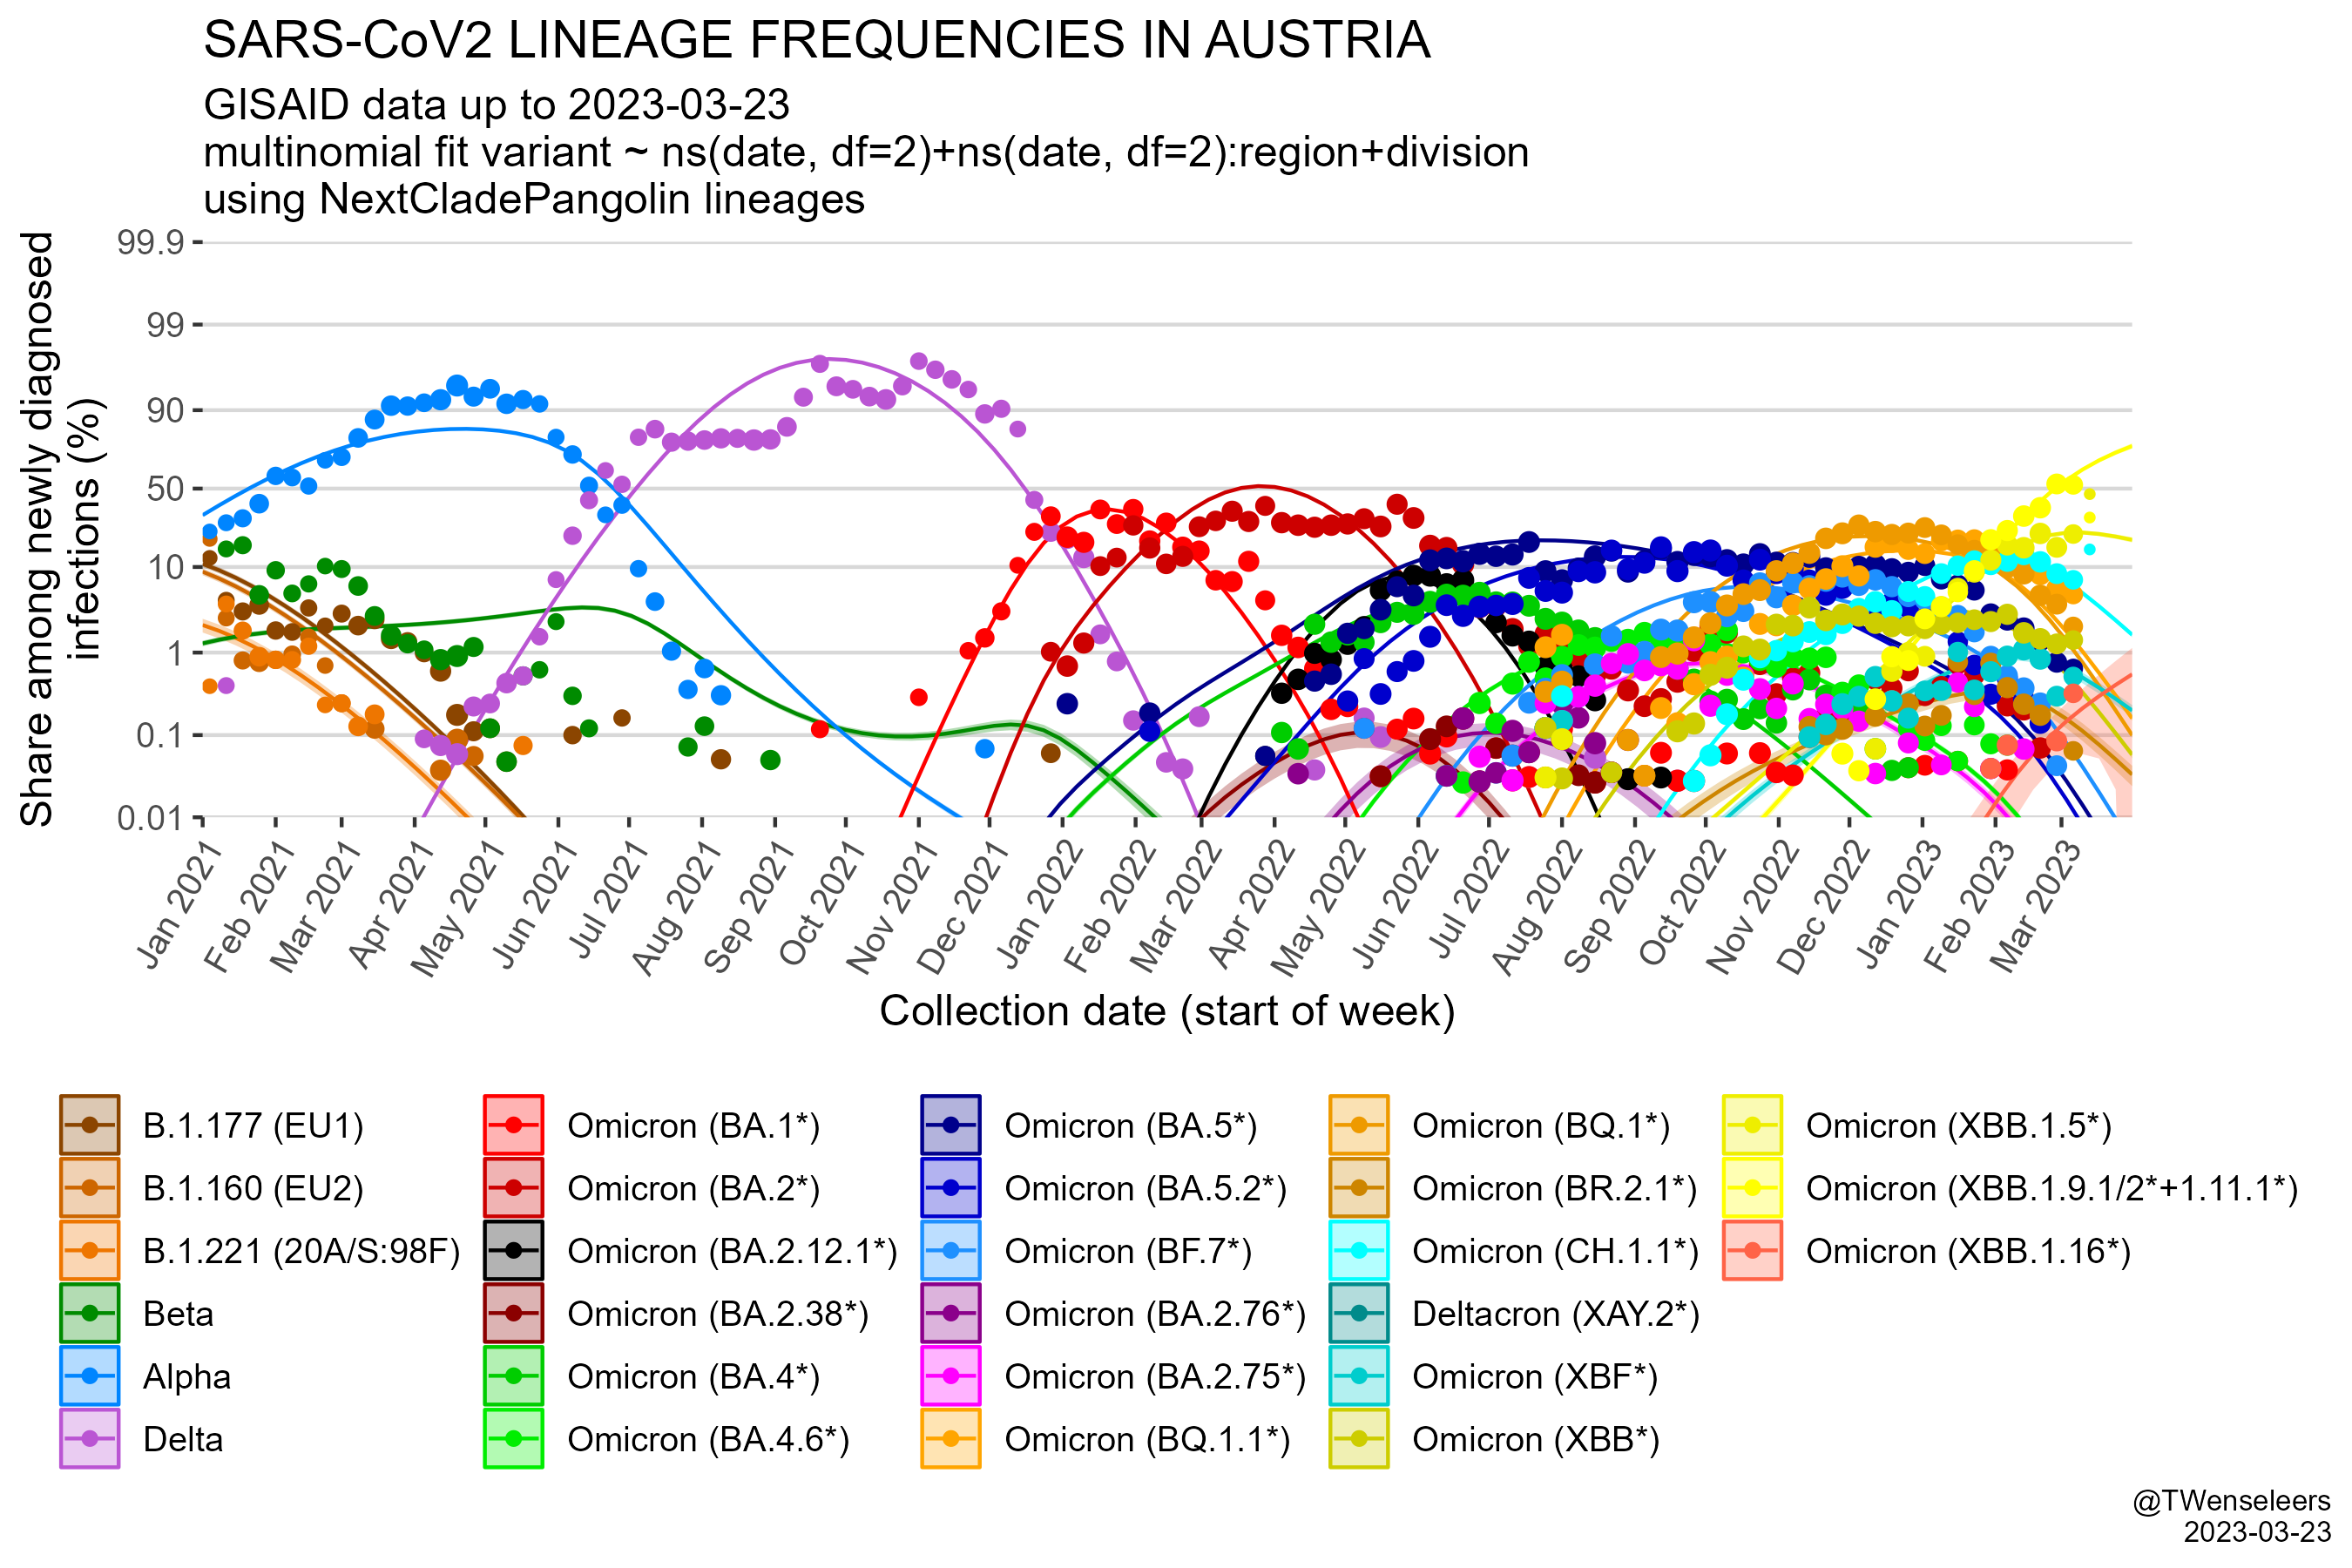 SARS-CoV2 LINEAGE FREQUENCIES IN AUSTRIA
GISAID data up to 2023-03-23
multinomial fit variant ~ ns(date, df=2)+ns(date, df=2):region+division
using NextCladePangolin lineages
Share among newly diagnosed
infections (%)
99.9
99
90
50
10
1
0.1
0.01
Jan 2021
Feb 2021
Mar 2021
Apr 2021
May 2021
Jun 2021
Jul 2021
Aug 2021
Sep 2021
Oct 2021
Nov 2021
Dec 2021
Jan 2022
Feb 2022
Mar 2022
Apr 2022
May 2022
Jun 2022
Jul 2022
Aug 2022
Sep 2022
Oct 2022
Nov 2022
Dec 2022
Jan 2023
Feb 2023
Mar 2023
Collection date (start of week)
B.1.177 (EU1)
B.1.160 (EU2)
B.1.221 (20A/S:98F)
Beta
Alpha
Delta
Omicron (BA.1*)
Omicron (BA.2*)
Omicron (BA.2.12.1*)
Omicron (BA.2.38*)
Omicron (BA.4*)
Omicron (BA.4.6*)
Omicron (BA.5*)
Omicron (BA.5.2*)
Omicron (BF.7*)
Omicron (BA.2.76*)
Omicron (BA.2.75*)
Omicron (BQ.1.1*)
Omicron (BQ.1*)
Omicron (BR.2.1*)
Omicron (CH.1.1*)
Deltacron (XAY.2*)
Omicron (XBF*)
Omicron (XBB*)
Omicron (XBB.1.5*)
Omicron (XBB.1.9.1/2*+1.11.1*)
Omicron (XBB.1.16*)
@TWenseleers
2023-03-23